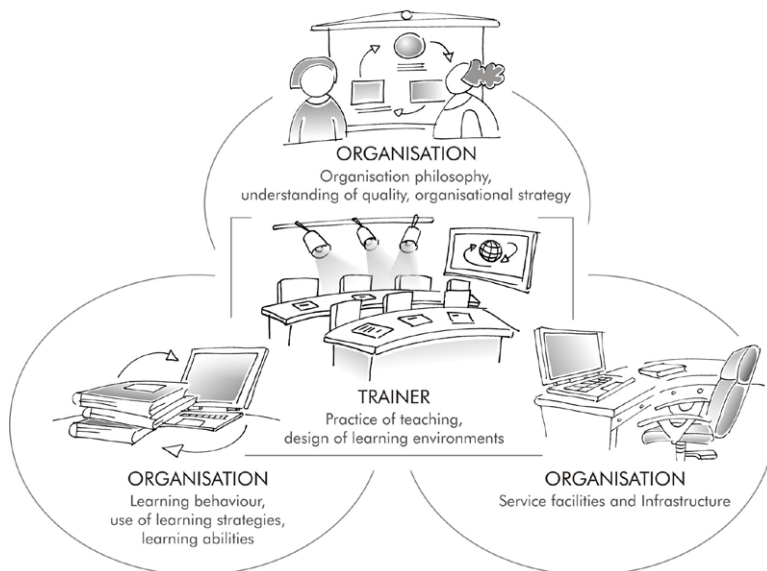 ORGANISATION
Organisation philosophy,
understanding of quality, organisational strategy
TRAINER
Practice of teaching,
design of learning environments
ORGANISATION
Learning behaviour,
use of learning strategies,
learning abilities
ORGANISATION
Service facilities and Infrastructure